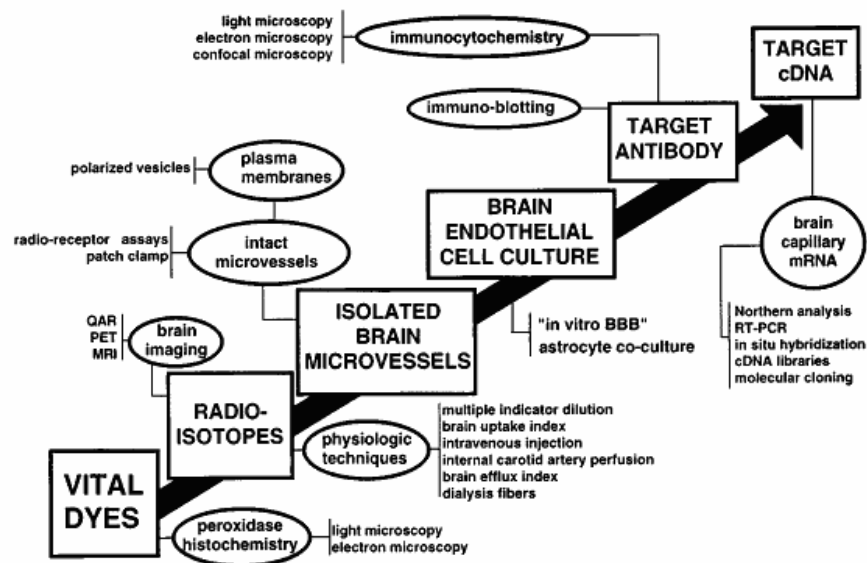 light microscopy
electron microscopy
confocal microscopy
immunocytochemistry
TARGET
cDNA
immuno-blotting
TARGET
ANTIBODY
polarized vesicles
plasma
membranes
BRAIN
ENDOTHELIAL
CELL CULTURE
brain
capillary
mRNA
radio-receptor assays
patch clamp
intact
microvessels
ISOLATED
BRAIN
MICROVESSELS
"in vitro BBB"
astrocyte co-culture
Northern analysis
RT-PCR
in situ hybridization
cDNA libraries
molecular cloning
QAR
PET
MRI
brain
imaging
RADIO-
ISOTOPES
physiologic
techniques
multiple indicator dilution
brain uptake index
intravenous injection
internal carotid artery perfusion
brain efflux index
dialysis fibers
VITAL
DYES
peroxidase
histochemistry
light microscopy
electron microscopy